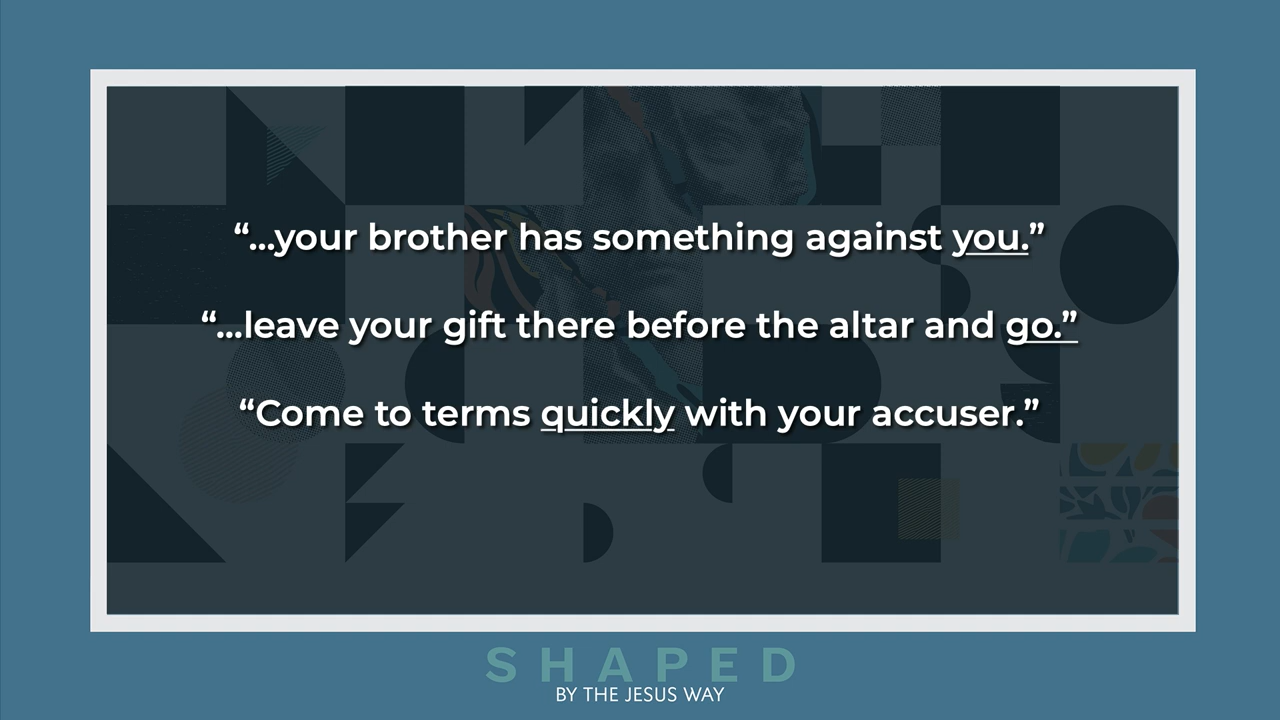 “...your brother has something against you.”
“...leave your gift there before the altar and go.”
“Come to terms quickly with your accuser.”
SHAPED
BY THE JESUS WAY